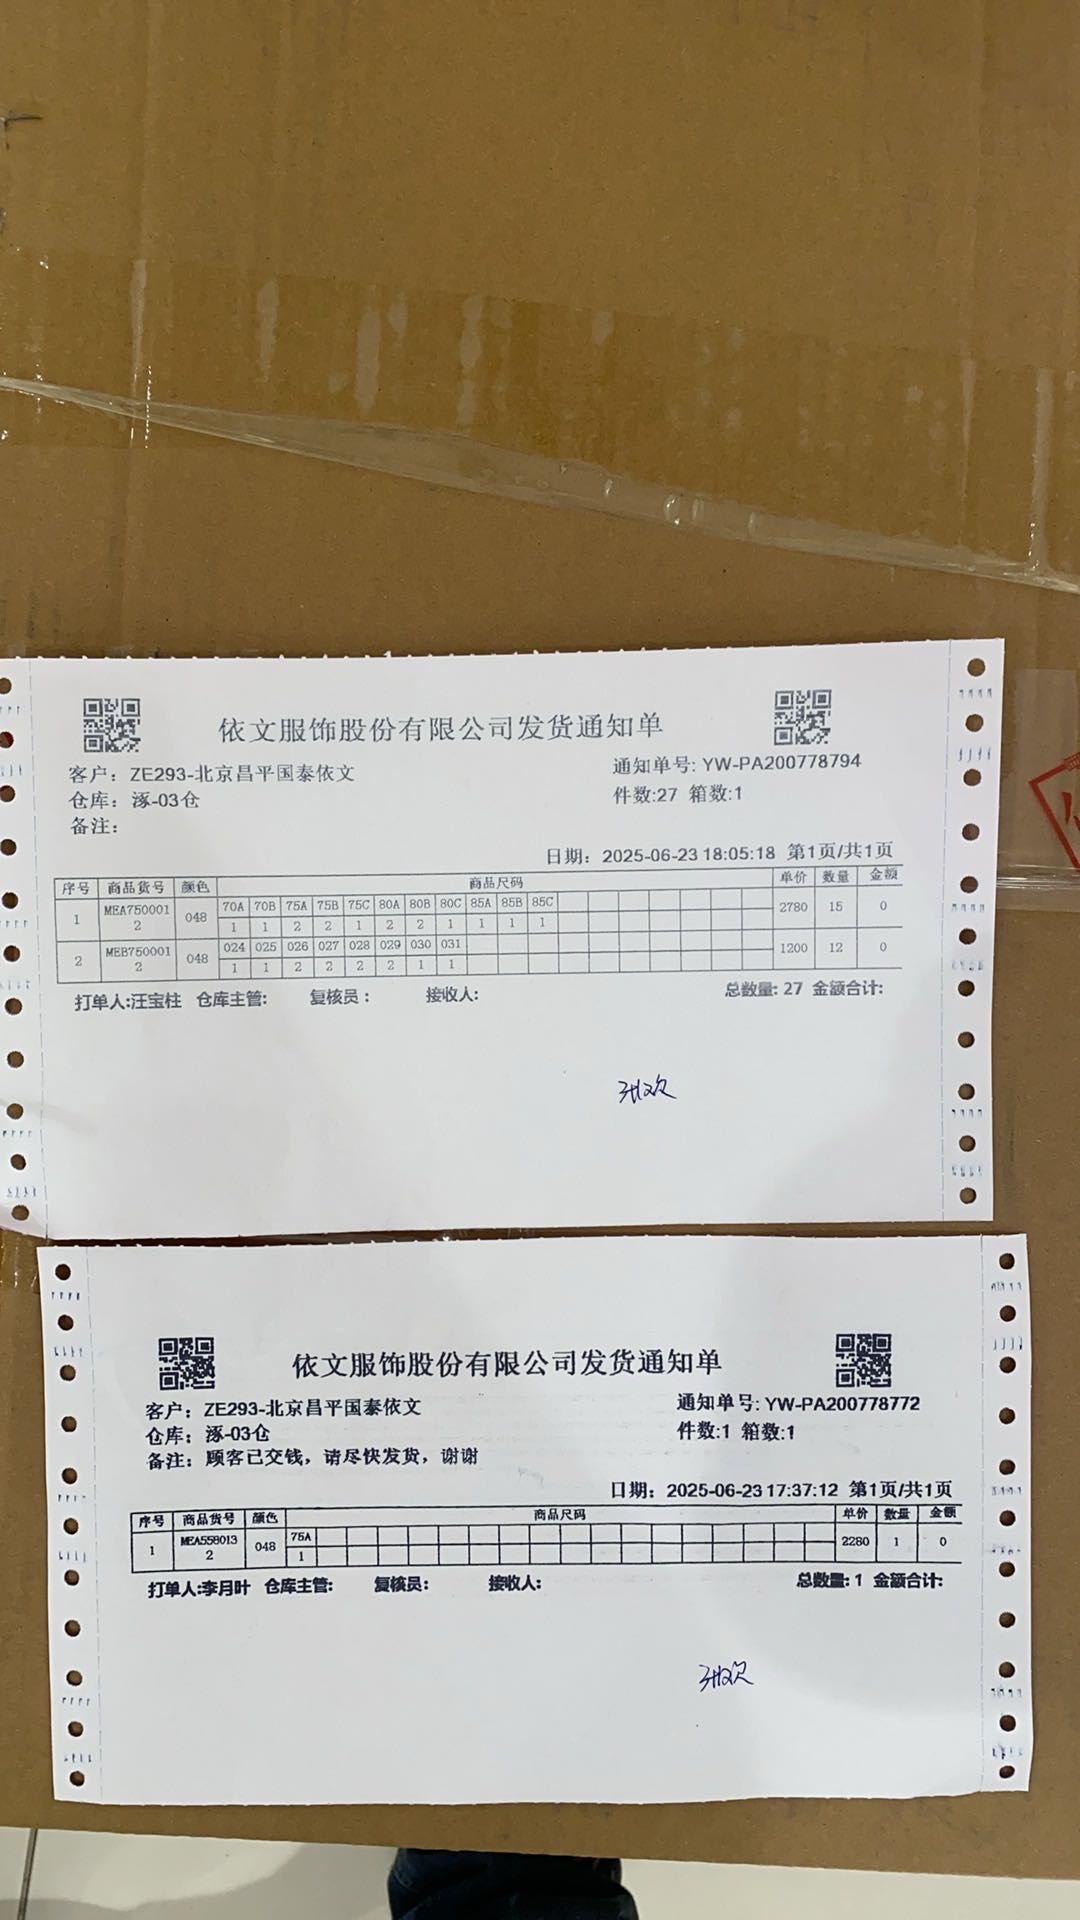 依文服饰股份有限公司发货通知单
客户：ZE293-北京昌平国泰依文
通知单号: YW-PA200778794
仓库：涿-03仓
件数:27 箱数:1
备注：
日期：2025-06-23 18:05:18 第1页/共1页
序号 商品货号 颜色 商品尺码 单价 数量 金额
1 MEA7500012 048 70A 70B 75A 75B 75C 80A 80B 80C 85A 85B 85C 2780 15 0
1 1 2 2 1 2 2 1 1 1 1
2 MEB7500012 048 024 025 026 027 028 029 030 031 1200 12 0
1 1 2 2 2 2 1 1
打单人:汪宝柱 仓库主管: 复核员： 接收人: 总数量: 27 金额合计:
张欢
依文服饰股份有限公司发货通知单
客户：ZE293-北京昌平国泰依文
通知单号: YW-PA200778772
仓库：涿-03仓
件数:1 箱数:1
备注：顾客已交钱，请尽快发货，谢谢
日期：2025-06-23 17:37:12 第1页/共1页
序号 商品货号 颜色 商品尺码 单价 数量 金额
1 MEA5580132 048 75A 2280 1 0
1
打单人:李月叶 仓库主管: 复核员: 接收人: 总数量: 1 金额合计:
张欢